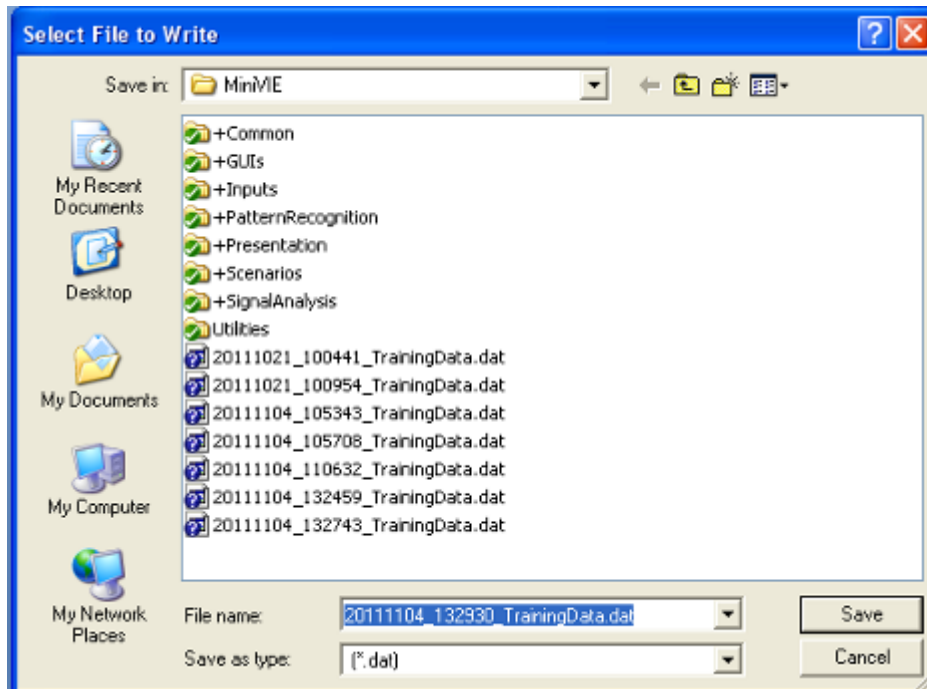 Select File to Write
Save in:
MiniVIE
My Recent
Documents
Desktop
My Documents
My Computer
My Network
Places
+Common
+GUIs
+Inputs
+PatternRecognition
+Presentation
+Scenarios
+SignalAnalysis
Utilities
20111021_100441_TrainingData.dat
20111021_100954_TrainingData.dat
20111104_105343_TrainingData.dat
20111104_105708_TrainingData.dat
20111104_110632_TrainingData.dat
20111104_132459_TrainingData.dat
20111104_132743_TrainingData.dat
File name:
20111104_132930_TrainingData.dat
Save
Save as type:
(*.dat)
Cancel